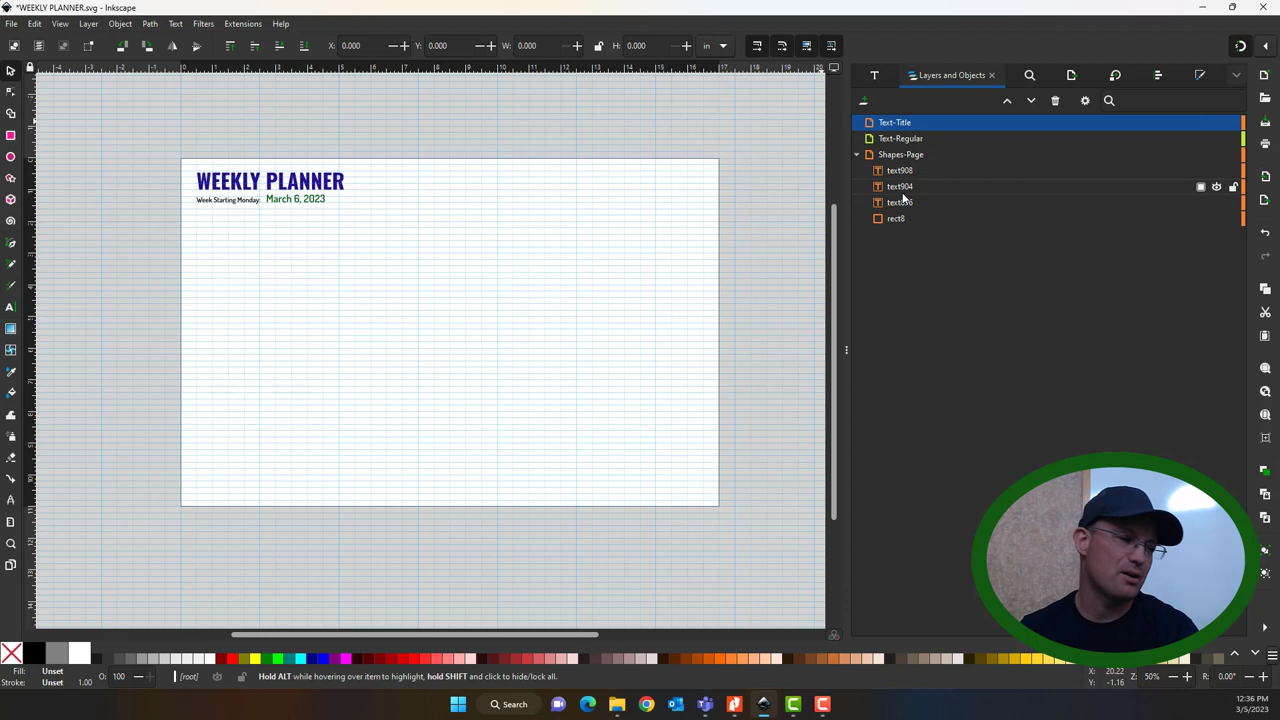 *WEEKLY PLANNER.svg - Inkscape
File Edit View Layer Object Path Text Filters Extensions Help
X: 0.000 Y: 0.000 W: 0.000 H: 0.000 in
Layers and Objects
Text-Title
Text-Regular
Shapes-Page
text908
text904
rect8
WEEKLY PLANNER
Week Starting Monday: March 6, 2023
Fill: Unset
Stroke: Unset 1.00
O: 100
[root]
Hold ALT while hovering over item to highlight, hold SHIFT and click to hide/lock all.
X: 20.22
Y: -1.16
Z: 50%
R: 0.00°
Search
12:36 PM
3/5/2023